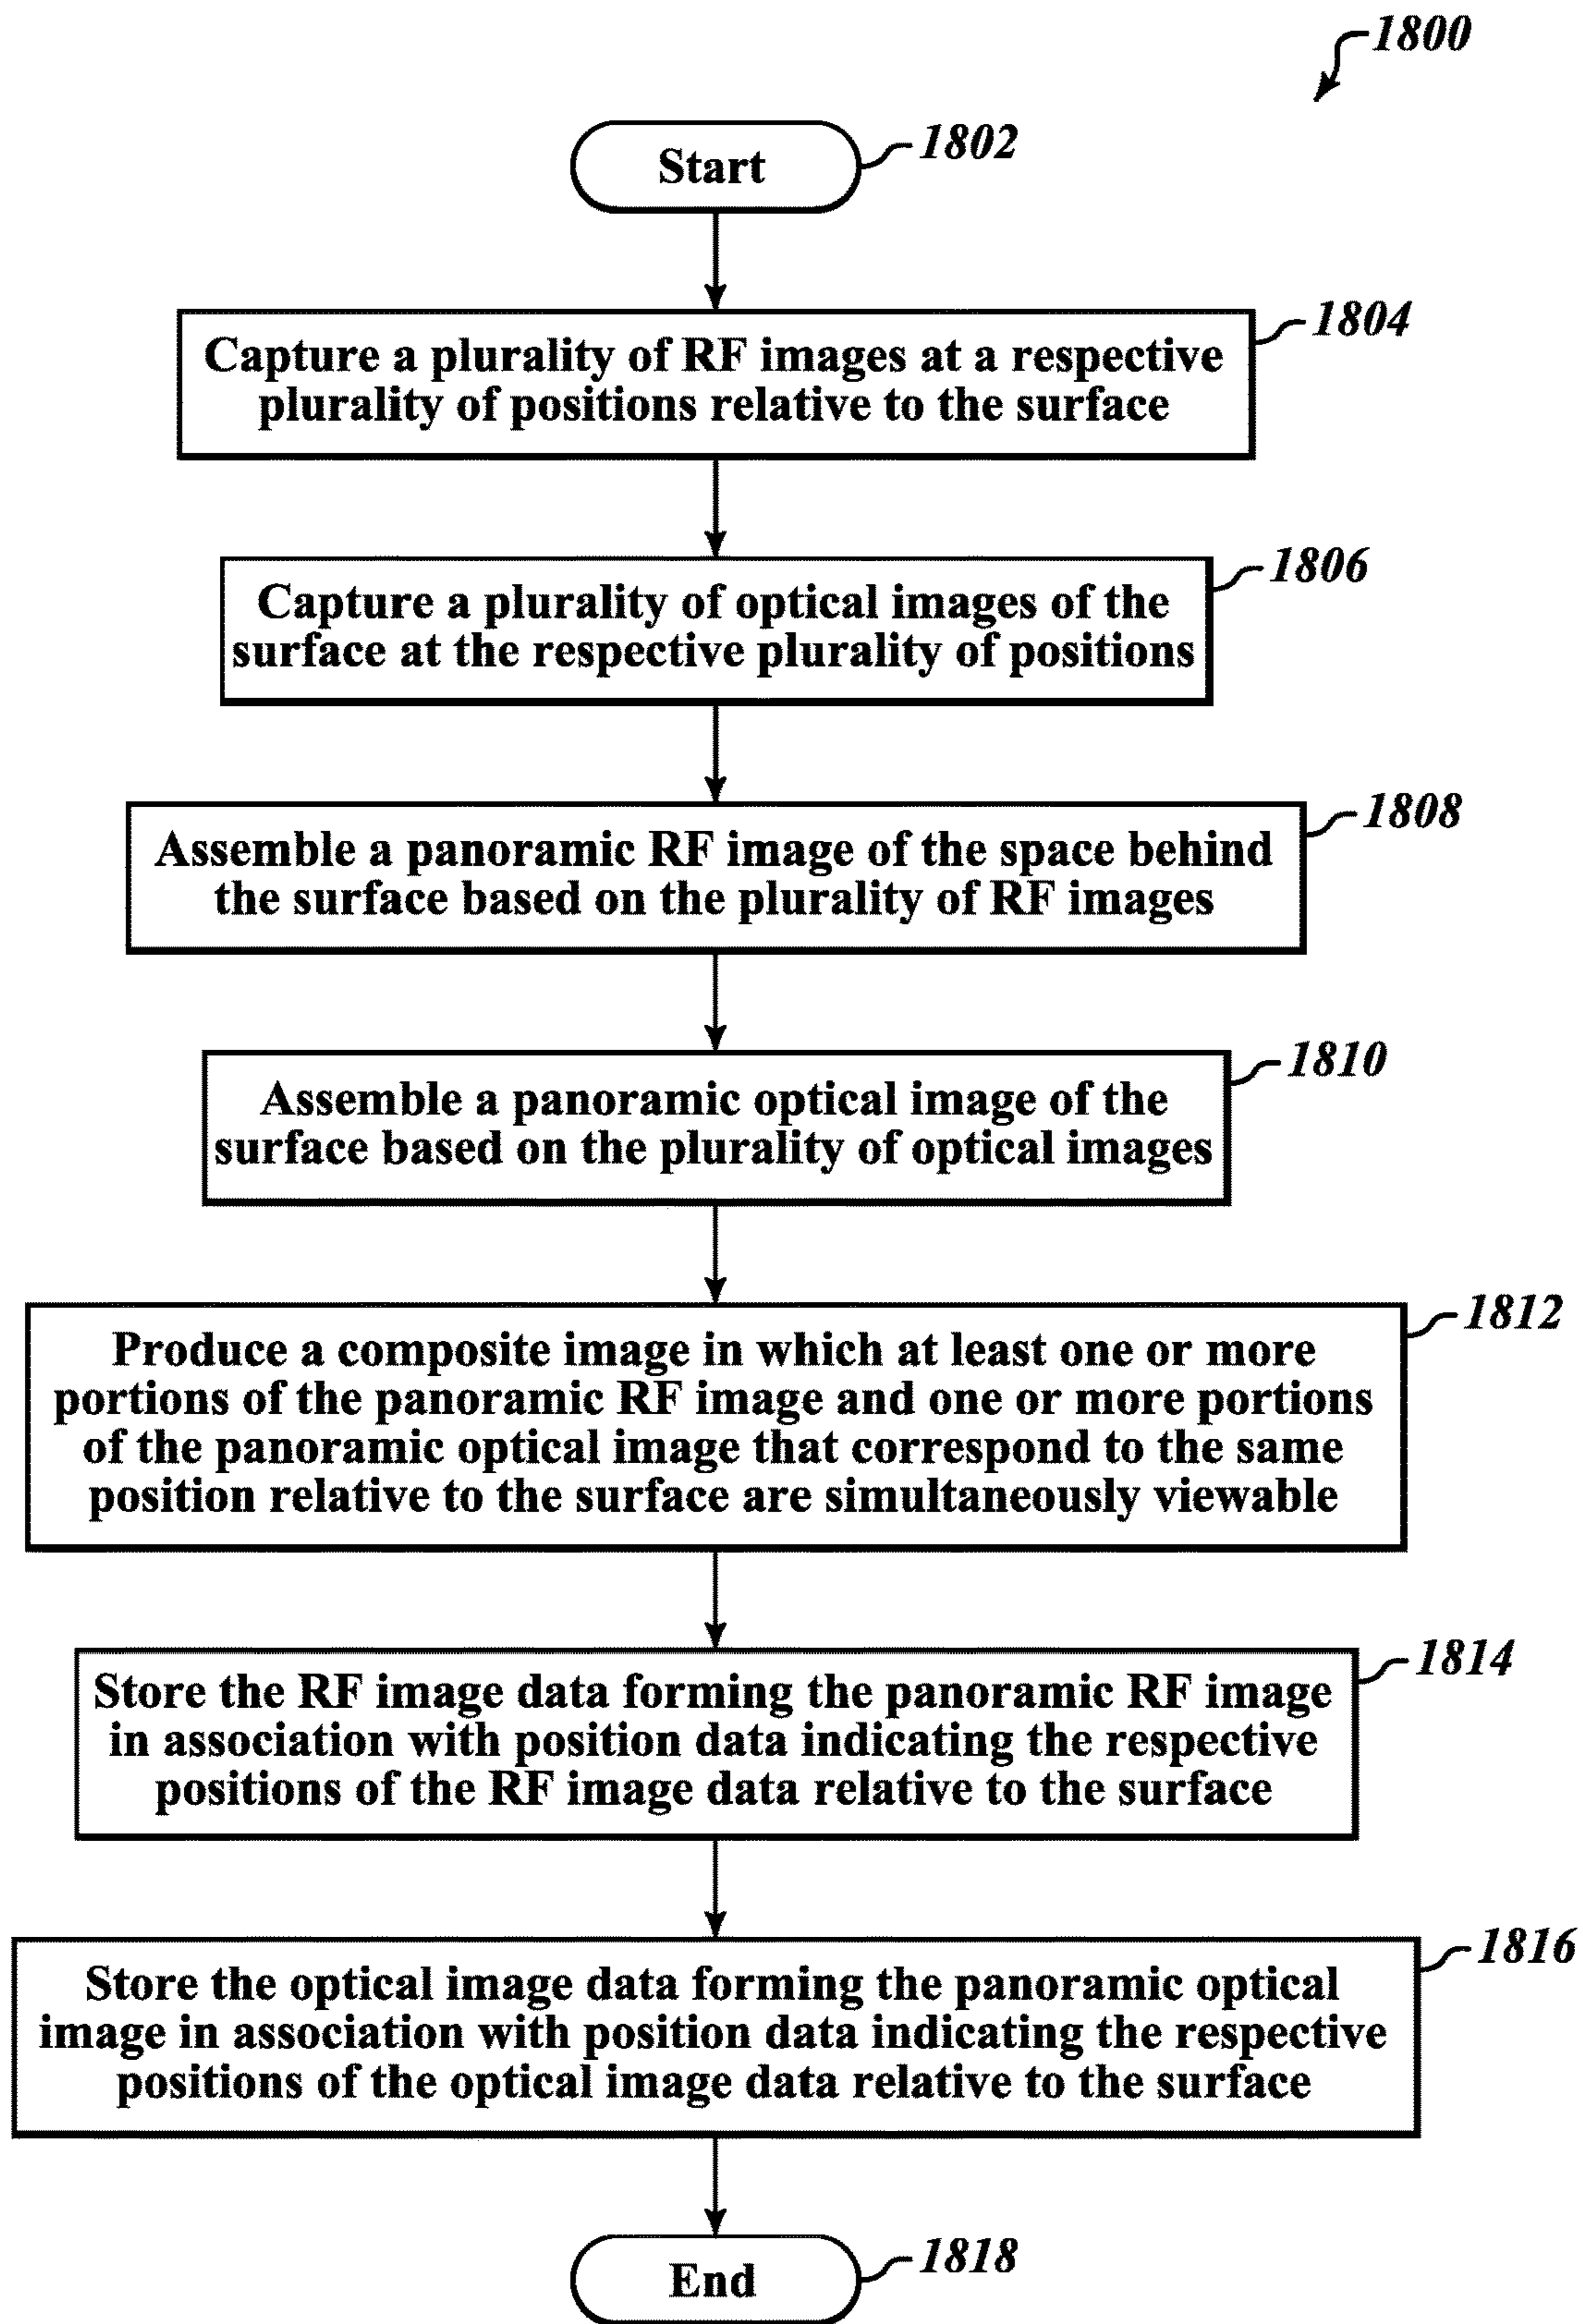 1800
Start
1802
Capture a plurality of RF images at a respective
plurality of positions relative to the surface
1804
Capture a plurality of optical images of the
surface at the respective plurality of positions
1806
Assemble a panoramic RF image of the space behind
the surface based on the plurality of RF images
1808
Assemble a panoramic optical image of the
surface based on the plurality of optical images
1810
Produce a composite image in which at least one or more
portions of the panoramic RF image and one or more portions
of the panoramic optical image that correspond to the same
position relative to the surface are simultaneously viewable
1812
Store the RF image data forming the panoramic RF image
in association with position data indicating the respective
positions of the RF image data relative to the surface
1814
Store the optical image data forming the panoramic optical
image in association with position data indicating the respective
positions of the optical image data relative to the surface
1816
End
1818